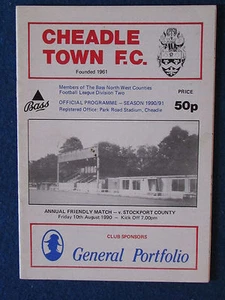 CHEADLE
TOWN F.C.
Founded 1961
Members of The Bass North West Counties
Football League Division Two
PRICE
50p
Bass
OFFICIAL PROGRAMME - SEASON 1990/91
Registered Office: Park Road Stadium, Cheadle
ANNUAL FRIENDLY MATCH - v. STOCKPORT COUNTY
Friday 10th August 1990 - Kick Off 7.00pm
CLUB SPONSORS
General Portfolio